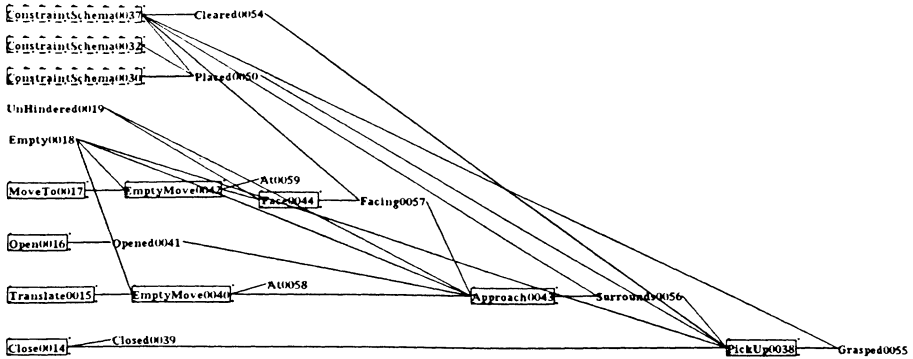 ConstraintSchema0037 Cleared0054
ConstraintSchema0032
ConstraintSchema0030 Placed0050
UnHindered0019
Empty0018
At0059
MoveTo0017 EmptyMove0042 Face0044 Facing0057
Open0016 Opened0041
At0058
Translate0015 EmptyMove0040 Approach0043 Surrounds0056
Closed0039
Close0014 PickUp0038 Grasped0055